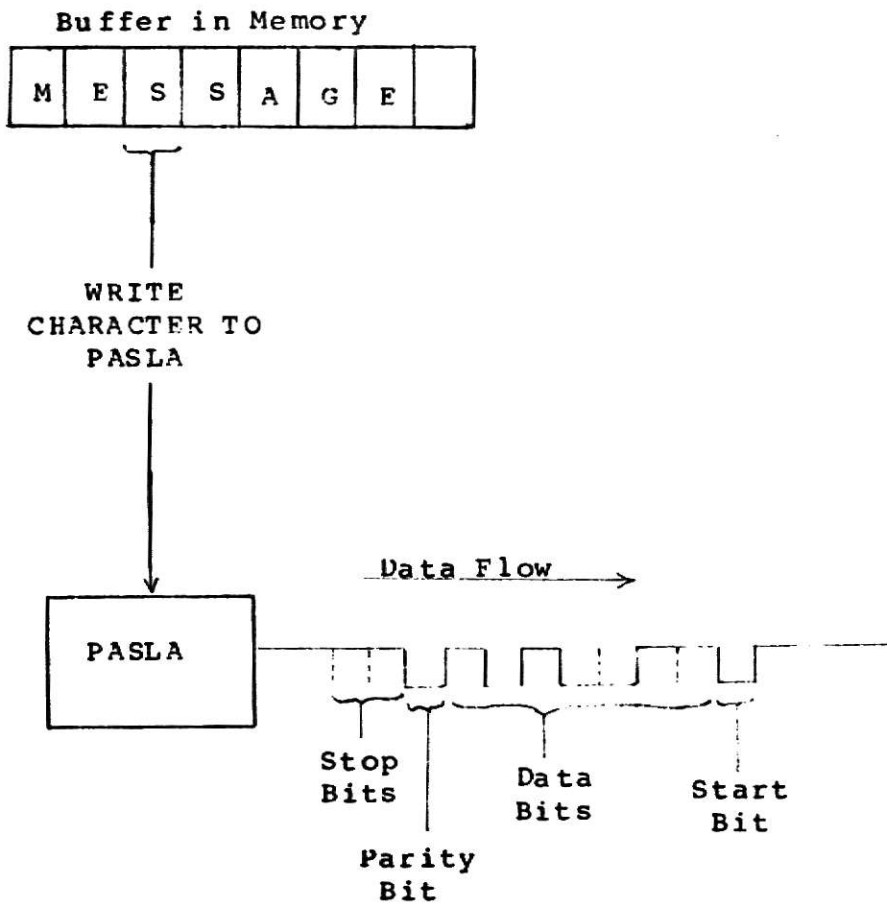 Buffer in Memory
M E S S A G E
WRITE
CHARACTER TO
PASLA
Data Flow
PASLA
Stop
Bits
Data
Bits
Start
Bit
Parity
Bit